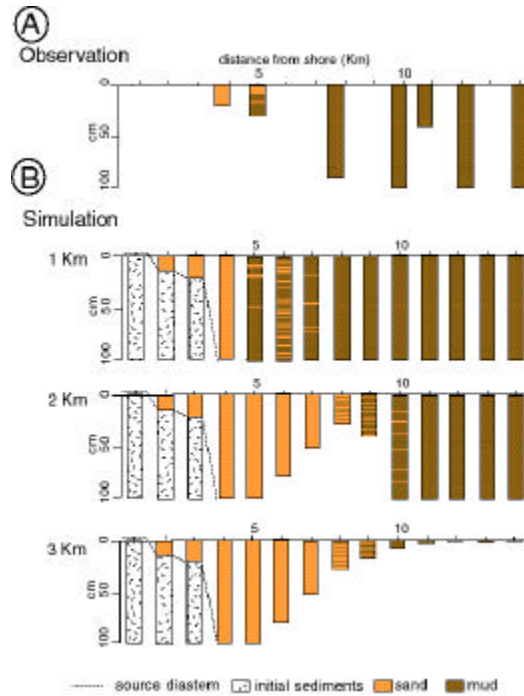 A
Observation
distance from shore (Km)
5 10
0
50
100
cm
B
Simulation
5 10
1 Km
0
50
100
cm
5 10
2 Km
0
50
100
cm
5 10
3 Km
0
50
100
cm
source diastem initial sediments sand mud